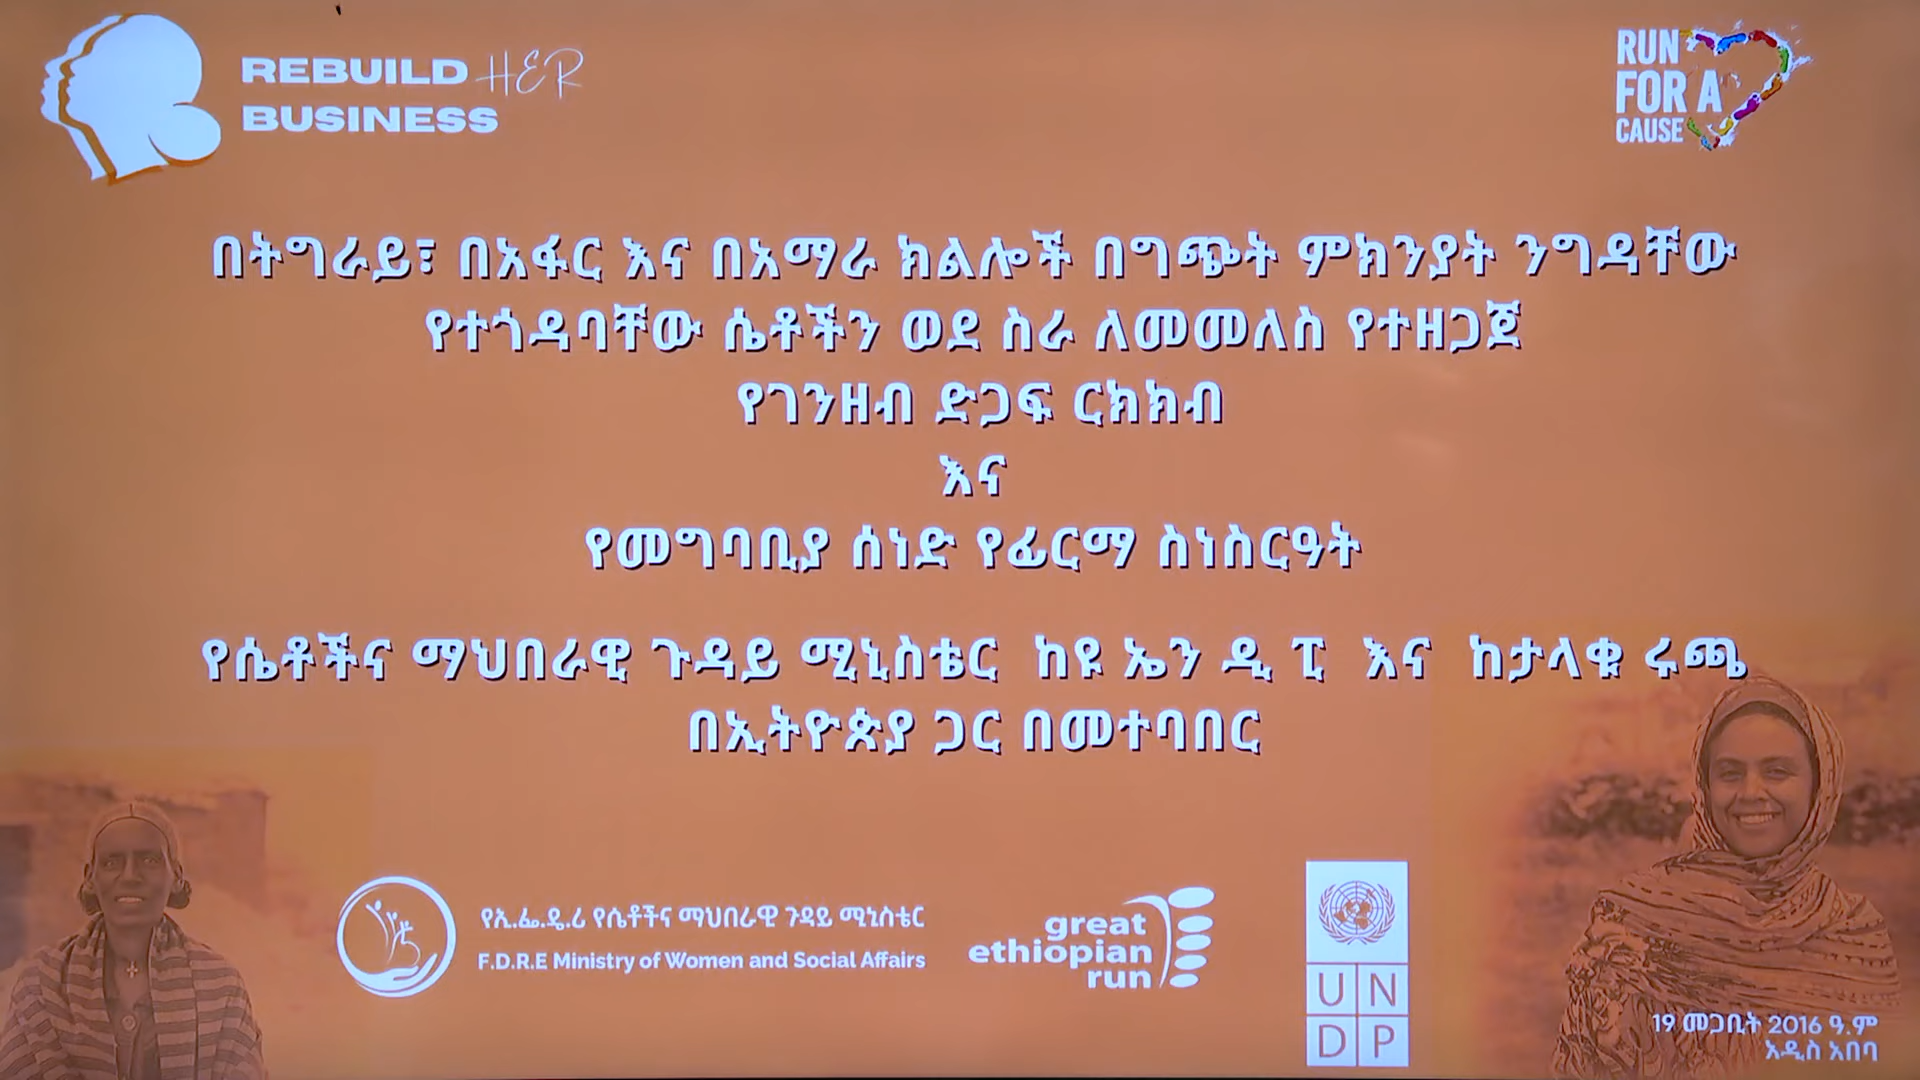 REBUILD HER
BUSINESS
RUN
FOR A
CAUSE
በትግራይ፣ በአፋር እና በአማራ ክልሎች በግጭት ምክንያት ንግዳቸው
የተጎዳባቸው ሴቶችን ወደ ስራ ለመመለስ የተዘጋጀ
የገንዘብ ድጋፍ ርክክብ
እና
የመግባቢያ ሰነድ የፊርማ ስነስርዓት
የሴቶችና ማህበራዊ ጉዳይ ሚኒስቴር ከዩ ኤን ዲ ፒ እና ከታላቁ ሩጫ
በኢትዮጵያ ጋር በመተባበር
የኢ.ፌ.ዴ.ሪ የሴቶችና ማህበራዊ ጉዳይ ሚኒስቴር
F.D.R.E Ministry of Women and Social Affairs
great
ethiopian
run
UN
DP
19 መጋቢት 2016 ዓ.ም
አዲስ አበባ